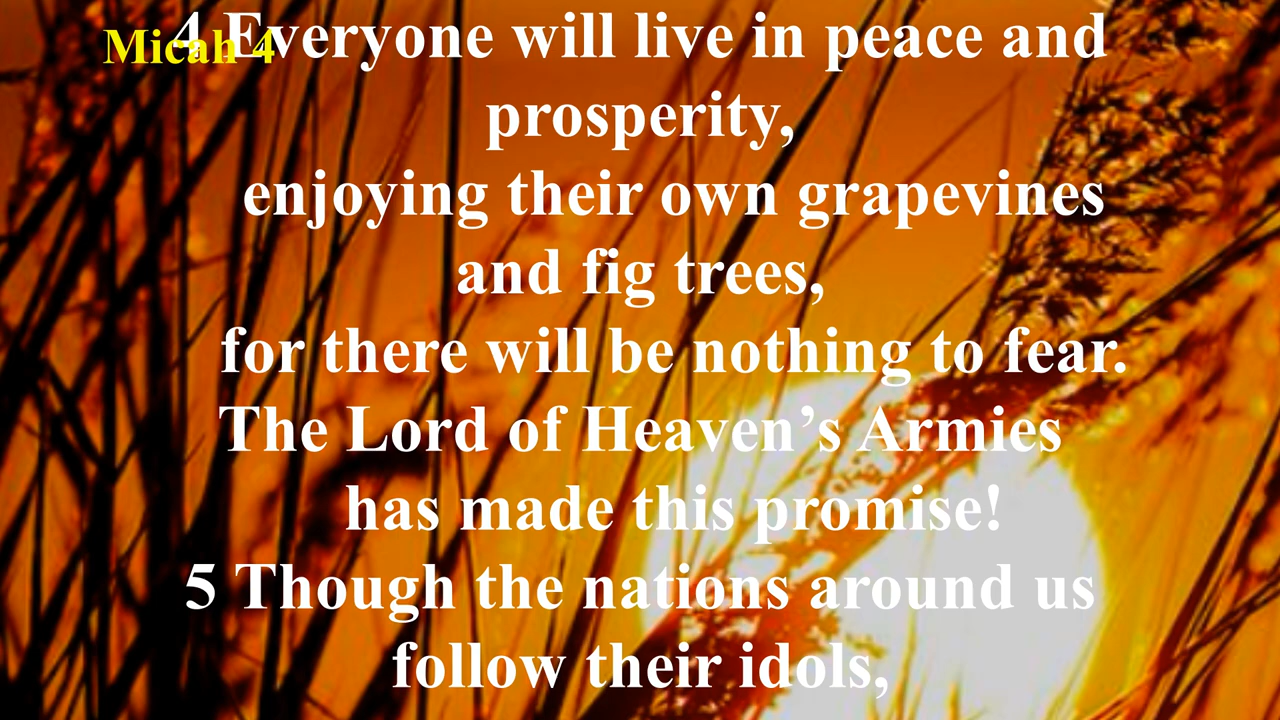 Micah 4
4 Everyone will live in peace and
prosperity,
enjoying their own grapevines
and fig trees,
for there will be nothing to fear.
The Lord of Heaven’s Armies
has made this promise!
5 Though the nations around us
follow their idols,